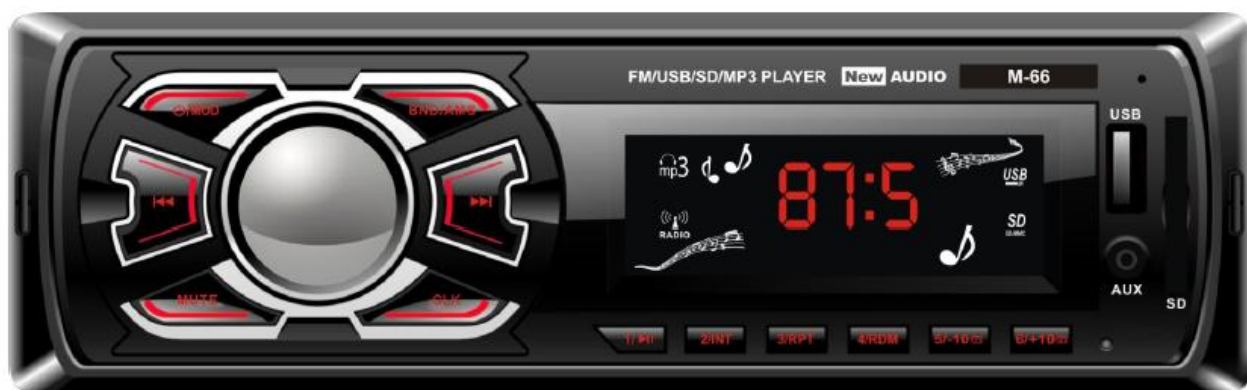 FM/USB/SD/MP3 PLAYER New AUDIO M-66
USB
/MOD
BND/AMS
mp3
87:5
USB
RADIO
SD
AUX
SD
MUTE
CLK
1/
2/INT
3/RPT
4/RDM
5/-10
6/+10